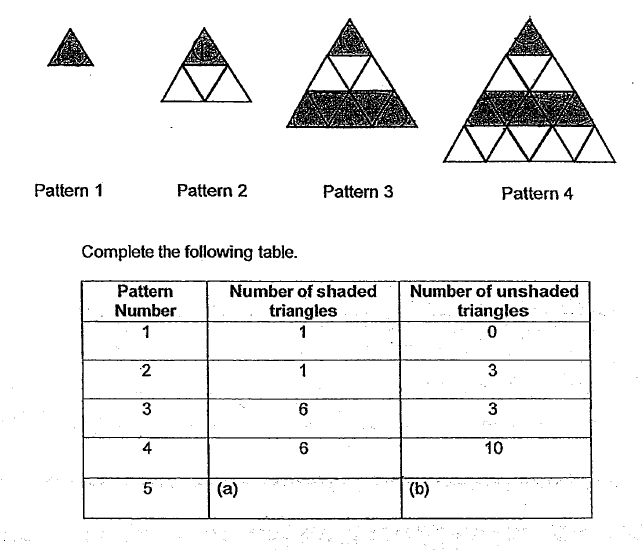 Pattern 1 Pattern 2 Pattern 3 Pattern 4
Complete the following table.
Pattern Number Number of shaded triangles Number of unshaded triangles
1 1 0
2 1 3
3 6 3
4 6 10
5 (a) (b)